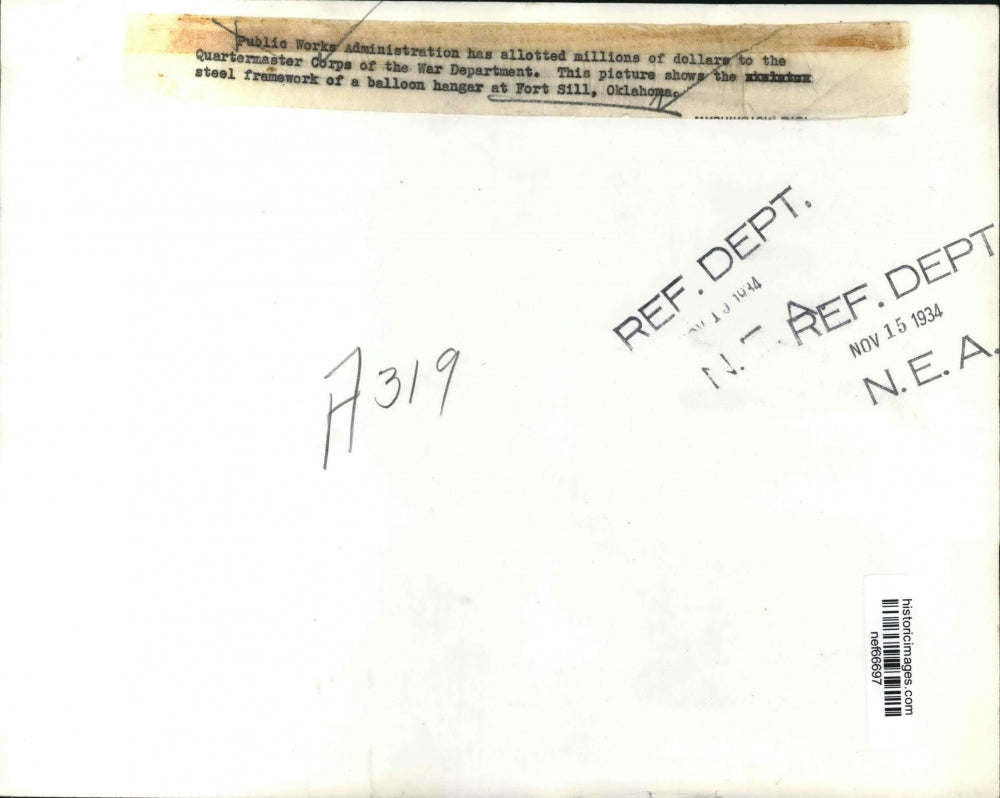 Public Works Administration has allotted millions of dollars to the
Quartermaster Corps of the War Department. This picture shows the
steel framework of a balloon hangar at Fort Sill, Oklahoma.
REF. DEPT.
1934
N.
REF. DEPT
NOV 15 1934
N. E. A.
A319
historicimages.com
nef66697